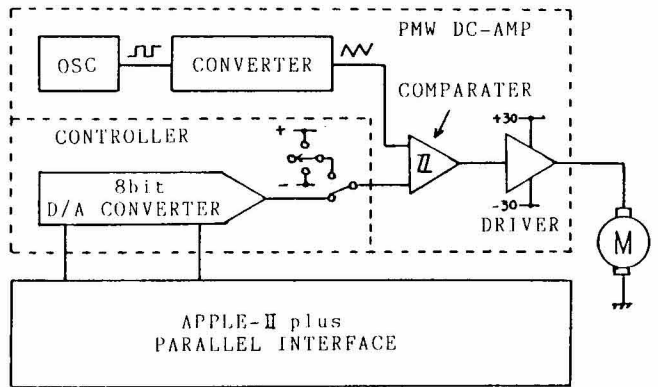 PMW DC-AMP
OSC
CONVERTER
COMPARATER
CONTROLLER
+
+30
8bit
D/A CONVERTER
-
-30
DRIVER
M
APPLE-II plus
PARALLEL INTERFACE